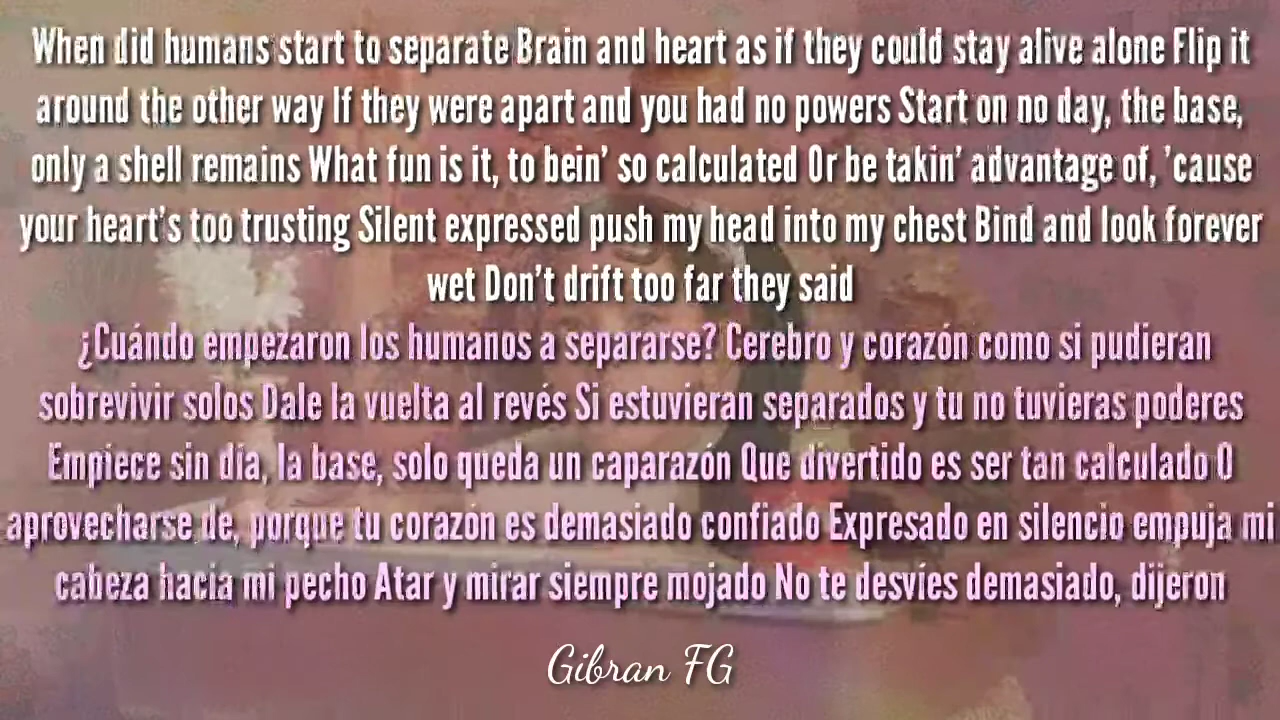 When did humans start to separate Brain and heart as if they could stay alive alone Flip it
around the other way If they were apart and you had no powers Start on no day, the base,
only a shell remains What fun is it, to bein' so calculated Or be takin' advantage of, 'cause
your heart's too trusting Silent expressed push my head into my chest Bind and look forever
wet Don't drift too far they said
¿Cuándo empezaron los humanos a separarse? Cerebro y corazón como si pudieran
sobrevivir solos Dale la vuelta al revés Si estuvieran separados y tu no tuvieras poderes
Empiece sin día, la base, solo queda un caparazón Que divertido es ser tan calculado O
aprovecharse de, porque tu corazón es demasiado confiado Expresado en silencio empuja mi
cabeza hacia mi pecho Atar y mirar siempre mojado No te desvíes demasiado, dijeron
Gibran FG